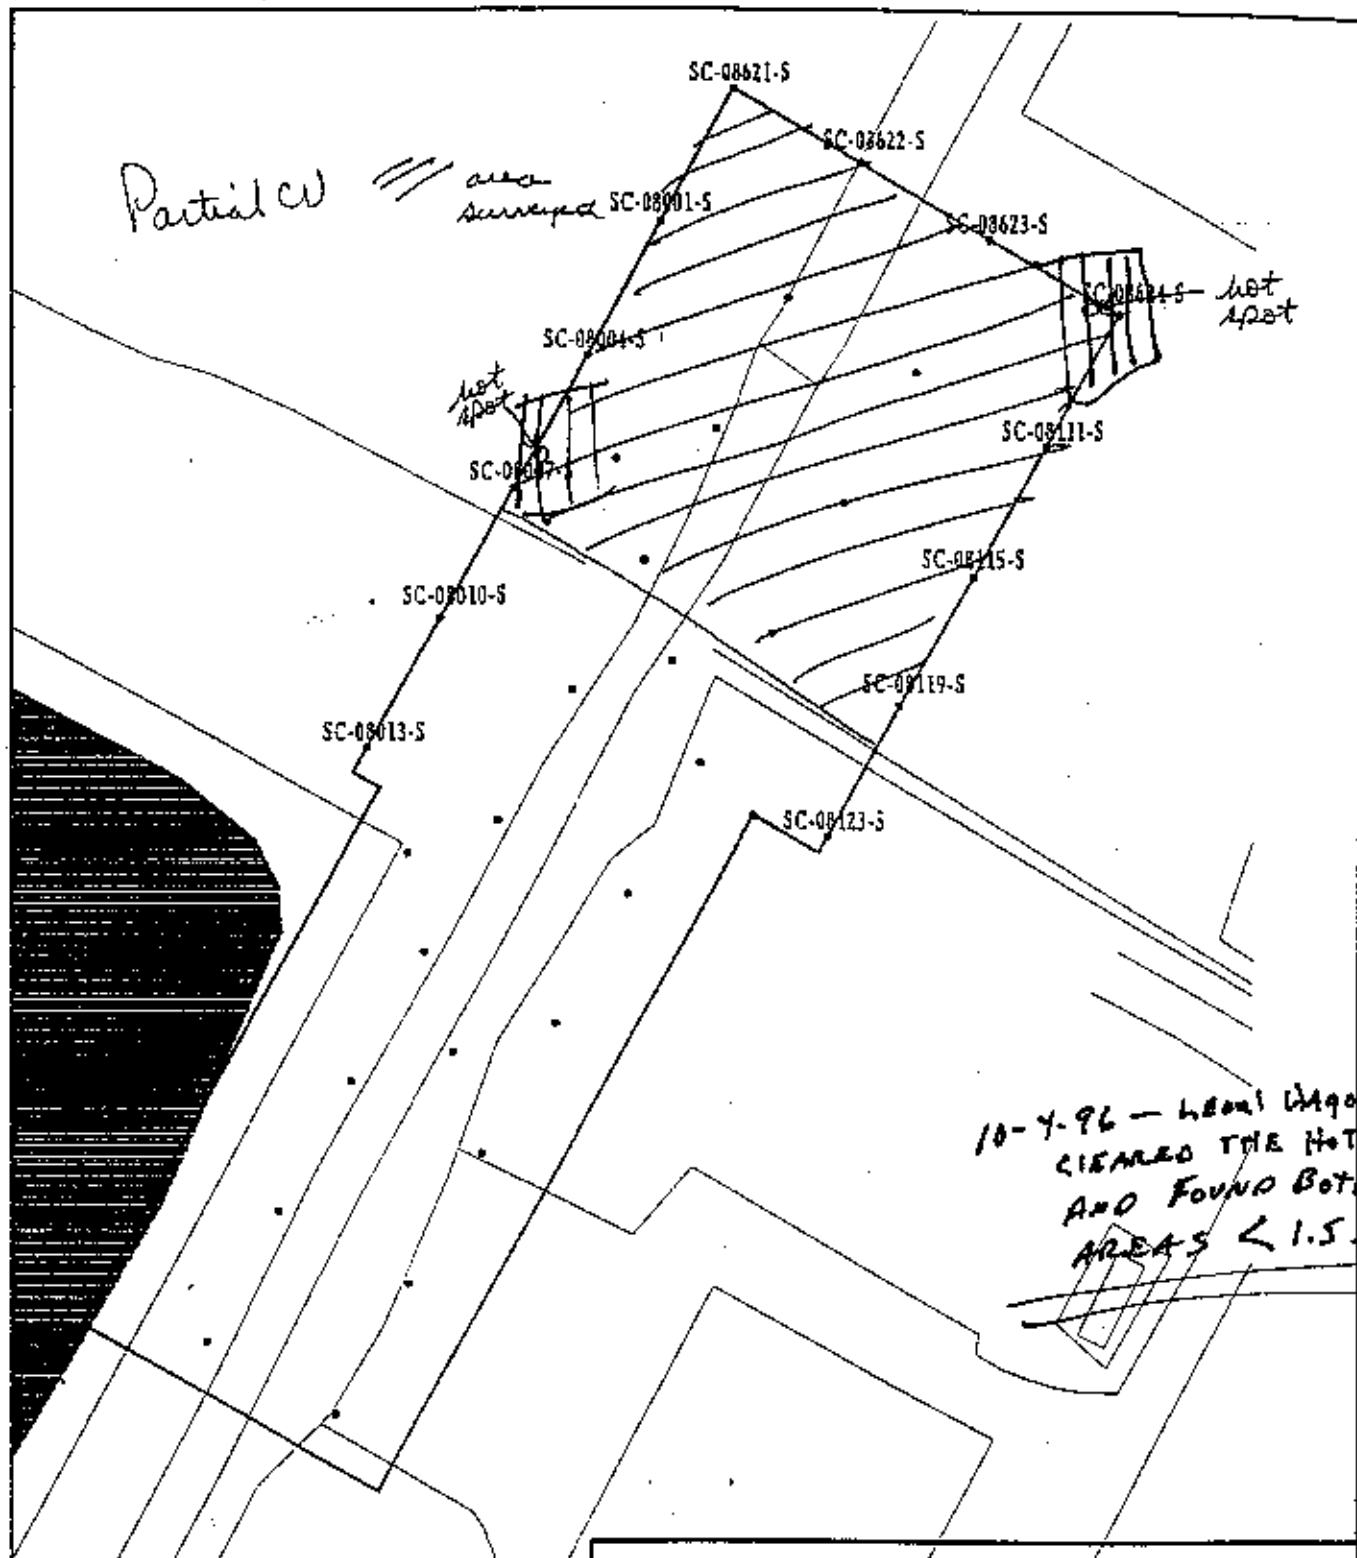 SC-08621-S
SC-08622-S
Partial CU area
surveyed
SC-08001-S
SC-08623-S
SC-08624-S
hot
spot
SC-08004-S
hot
spot
SC-08111-S
SC-08007-S
SC-08115-S
SC-08010-S
SC-08119-S
SC-08013-S
SC-08123-S
10-4-96 —
CLEARED THE HOT
AND FOUND BOT
AREAS < 1.5